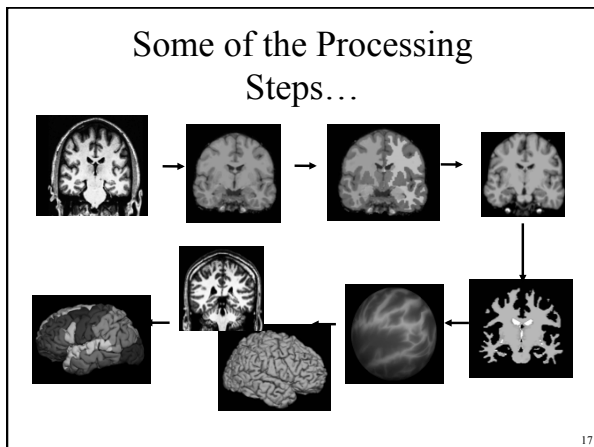 Some of the Processing
Steps…
17